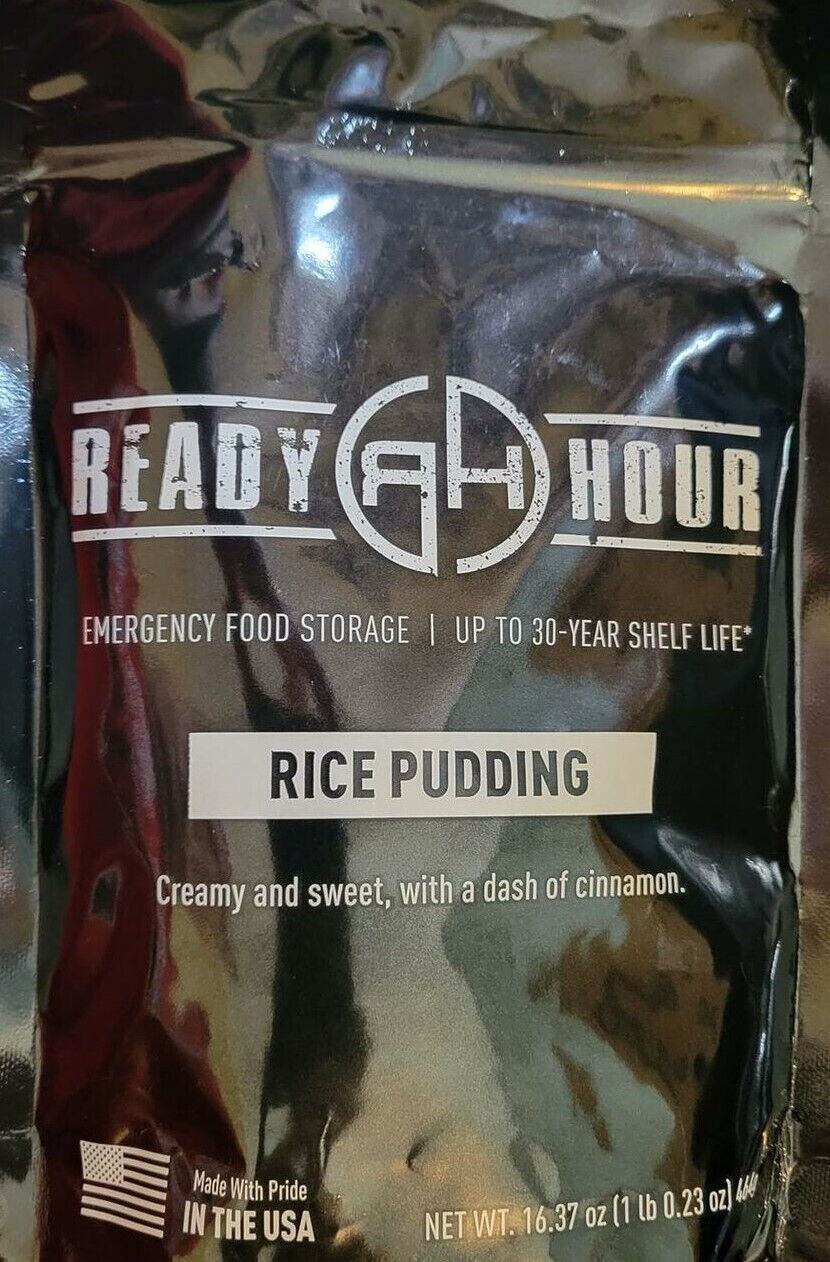 READY RH HOUR
EMERGENCY FOOD STORAGE | UP TO 30-YEAR SHELF LIFE*
RICE PUDDING
Creamy and sweet, with a dash of cinnamon.
Made With Pride
IN THE USA
NET WT. 16.37 oz (1 lb 0.23 oz)